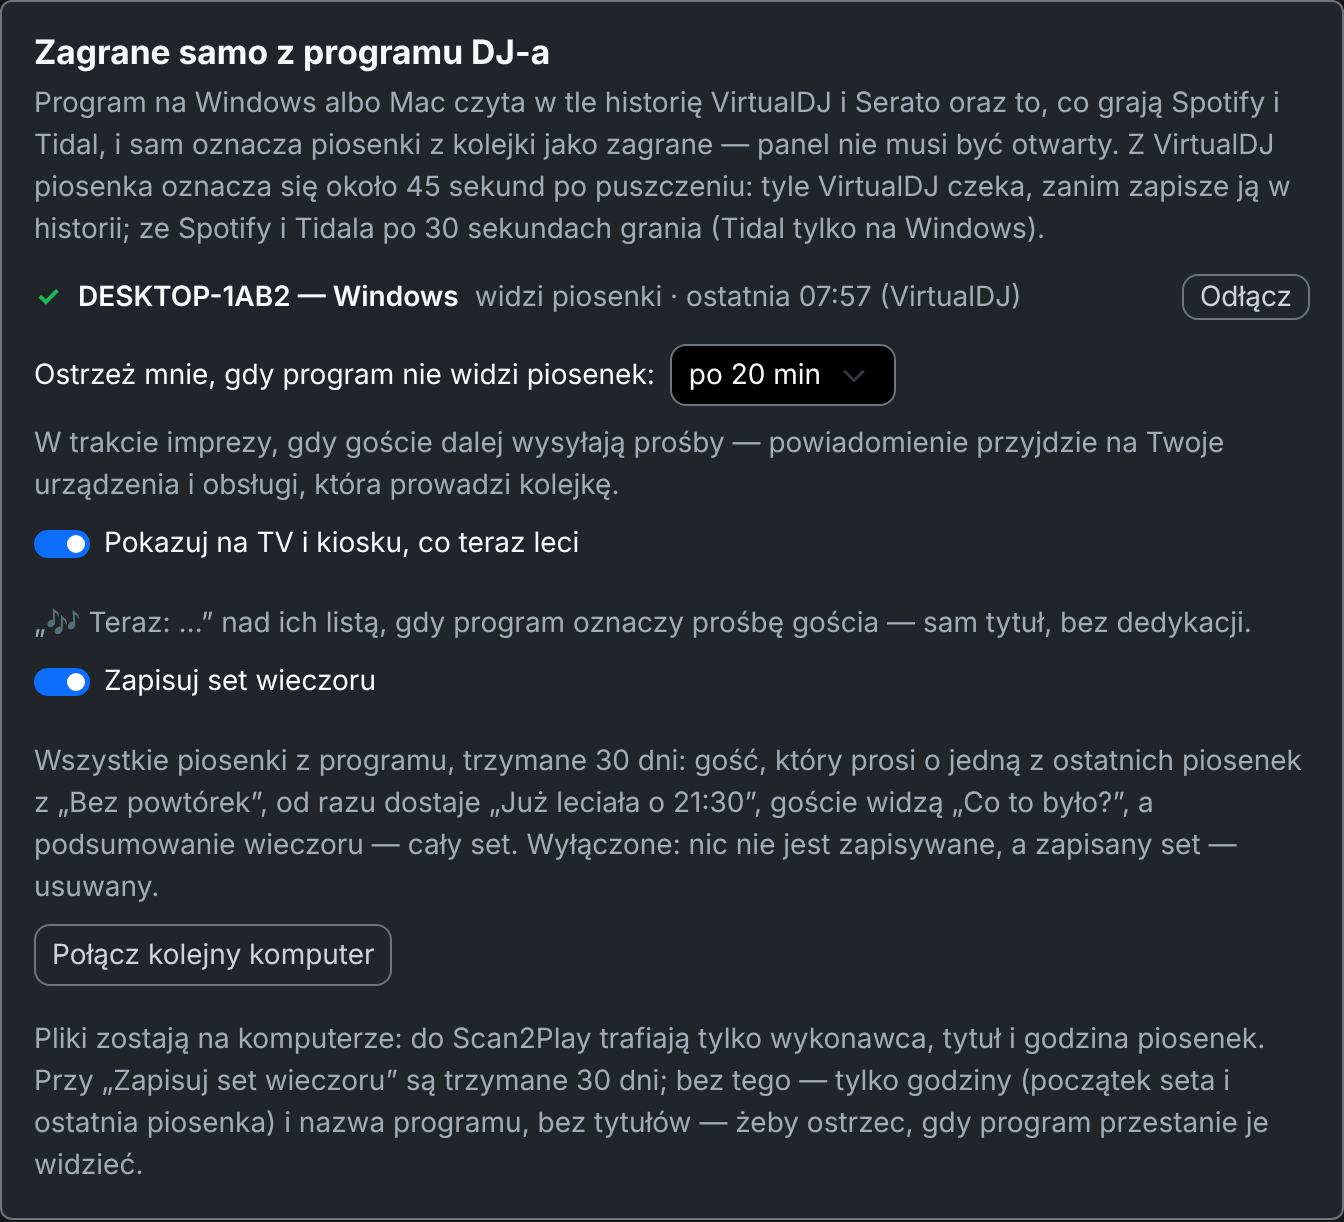 Zagrane samo z programu DJ-a
Program na Windows albo Mac czyta w tle historię VirtualDJ i Serato oraz to, co grają Spotify i
Tidal, i sam oznacza piosenki z kolejki jako zagrane — panel nie musi być otwarty. Z VirtualDJ
piosenka oznacza się około 45 sekund po puszczeniu: tyle VirtualDJ czeka, zanim zapisze ją w
historii; ze Spotify i Tidala po 30 sekundach grania (Tidal tylko na Windows).
DESKTOP-1AB2 — Windows widzi piosenki · ostatnia 07:57 (VirtualDJ) Odłącz
Ostrzeż mnie, gdy program nie widzi piosenek: po 20 min
W trakcie imprezy, gdy goście dalej wysyłają prośby — powiadomienie przyjdzie na Twoje
urządzenia i obsługi, która prowadzi kolejkę.
Pokazuj na TV i kiosku, co teraz leci
„🎶 Teraz: …” nad ich listą, gdy program oznaczy prośbę gościa — sam tytuł, bez dedykacji.
Zapisuj set wieczoru
Wszystkie piosenki z programu, trzymane 30 dni: gość, który prosi o jedną z ostatnich piosenek
z „Bez powtórek”, od razu dostaje „Już leciała o 21:30”, goście widzą „Co to było?”, a
podsumowanie wieczoru — cały set. Wyłączone: nic nie jest zapisywane, a zapisany set —
usuwany.
Połącz kolejny komputer
Pliki zostają na komputerze: do Scan2Play trafiają tylko wykonawca, tytuł i godzina piosenek.
Przy „Zapisuj set wieczoru” są trzymane 30 dni; bez tego — tylko godziny (początek seta i
ostatnia piosenka) i nazwa programu, bez tytułów — żeby ostrzec, gdy program przestanie je
widzieć.